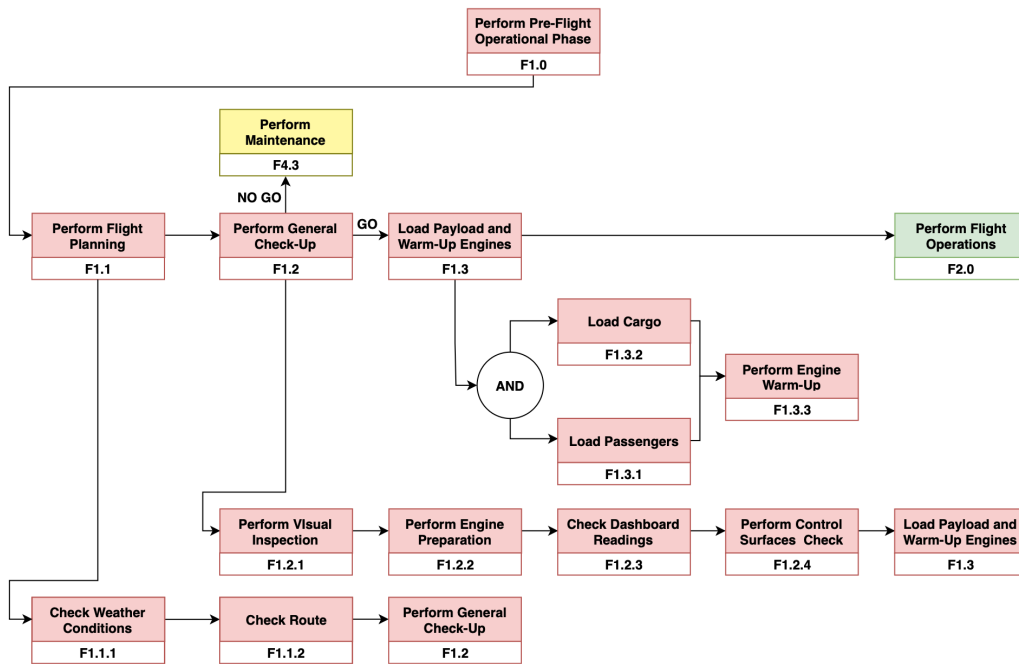 Perform Pre-Flight
Operational Phase
F1.0
Perform
Maintenance
F4.3
NO GO
GO
Perform Flight
Planning
F1.1
Perform General
Check-Up
F1.2
Load Payload and
Warm-Up Engines
F1.3
Perform Flight
Operations
F2.0
AND
Load Cargo
F1.3.2
Perform Engine
Warm-Up
F1.3.3
Load Passengers
F1.3.1
Perform VIsual
Inspection
F1.2.1
Perform Engine
Preparation
F1.2.2
Check Dashboard
Readings
F1.2.3
Perform Control
Surfaces Check
F1.2.4
Load Payload and
Warm-Up Engines
F1.3
Check Weather
Conditions
F1.1.1
Check Route
F1.1.2
Perform General
Check-Up
F1.2